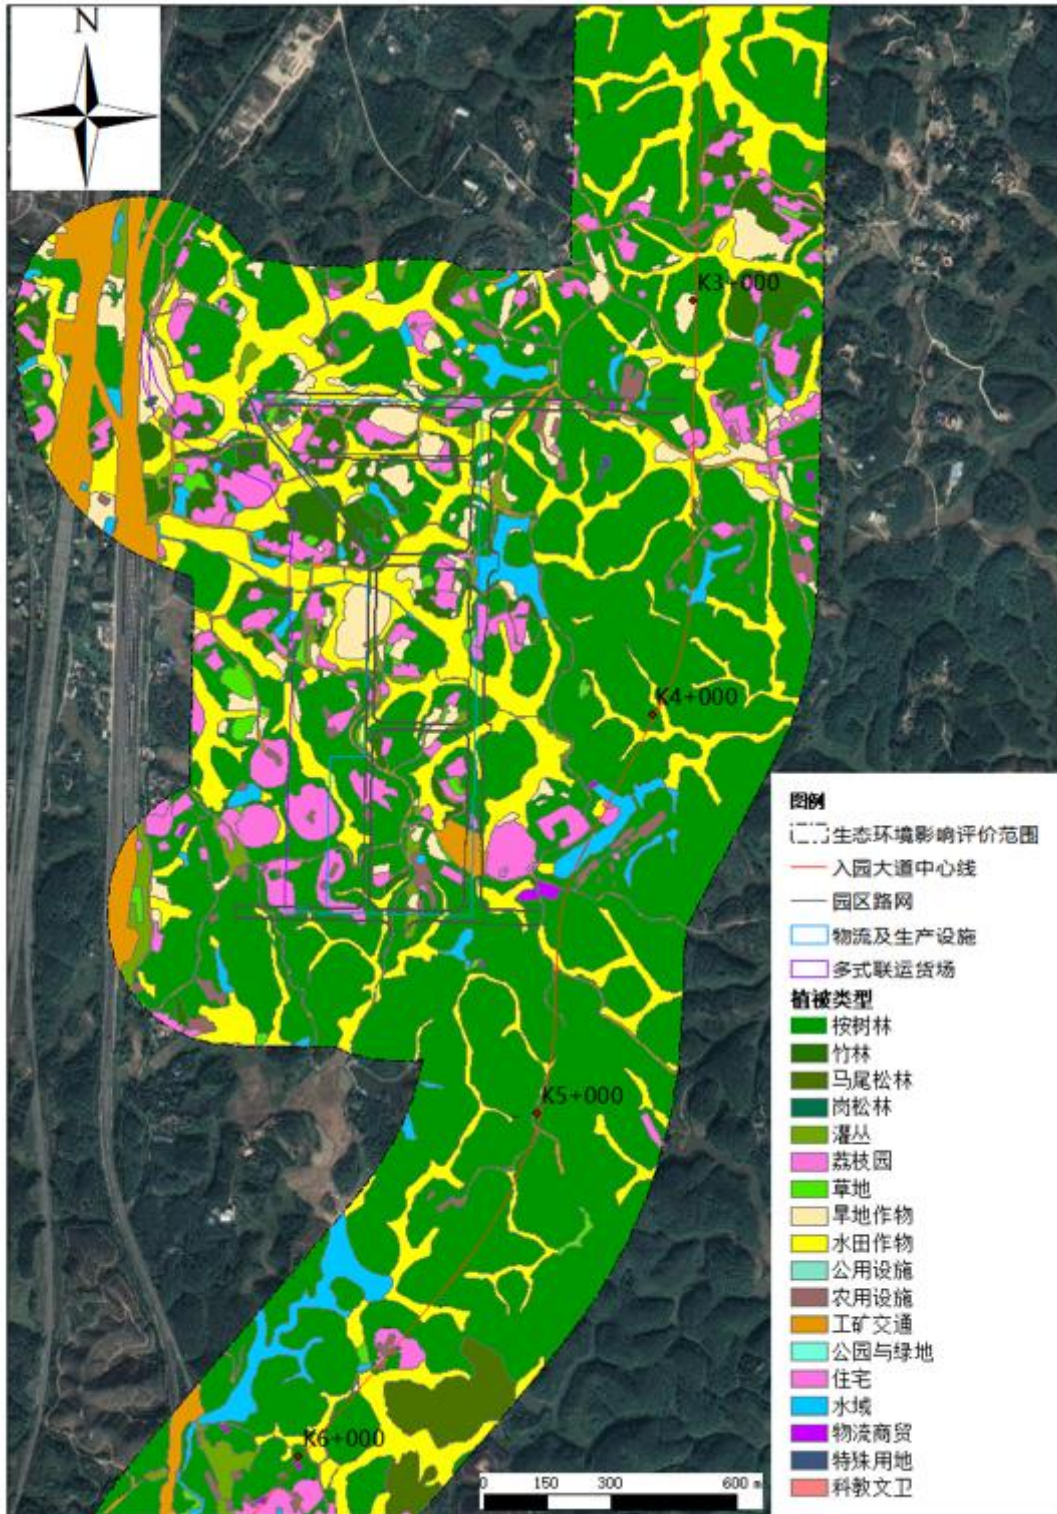 N
K3+000
K4+000
K5+000
K6+000
图例
生态环境影响评价范围
入园大道中心线
园区路网
物流及生产设施
多式联运货场
植被类型
桉树林
竹林
马尾松林
岗松林
灌丛
荔枝园
草地
旱地作物
水田作物
公用设施
农用设施
工矿交通
公园与绿地
住宅
水域
物流商贸
特殊用地
科教文卫
0 150 300 600 m